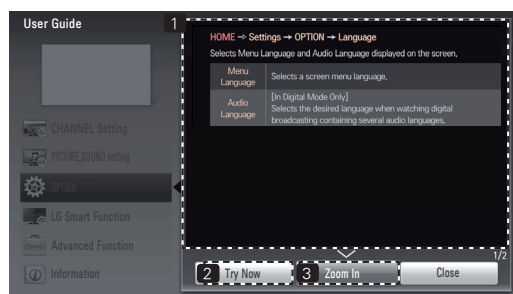 User Guide
1
HOME ⇨ Settings → OPTION → Language
Selects Menu Language and Audio Language displayed on the screen.
Menu
Language
Selects a screen menu language.
Audio
Language
[In Digital Mode Only]
Selects the desired language when watching digital
broadcasting containing several audio languages.
CHANNEL Setting
PICTURE,SOUND setting
OPTION
LG Smart Function
Advanced Function
Information
1/2
2 Try Now
3 Zoom In
Close